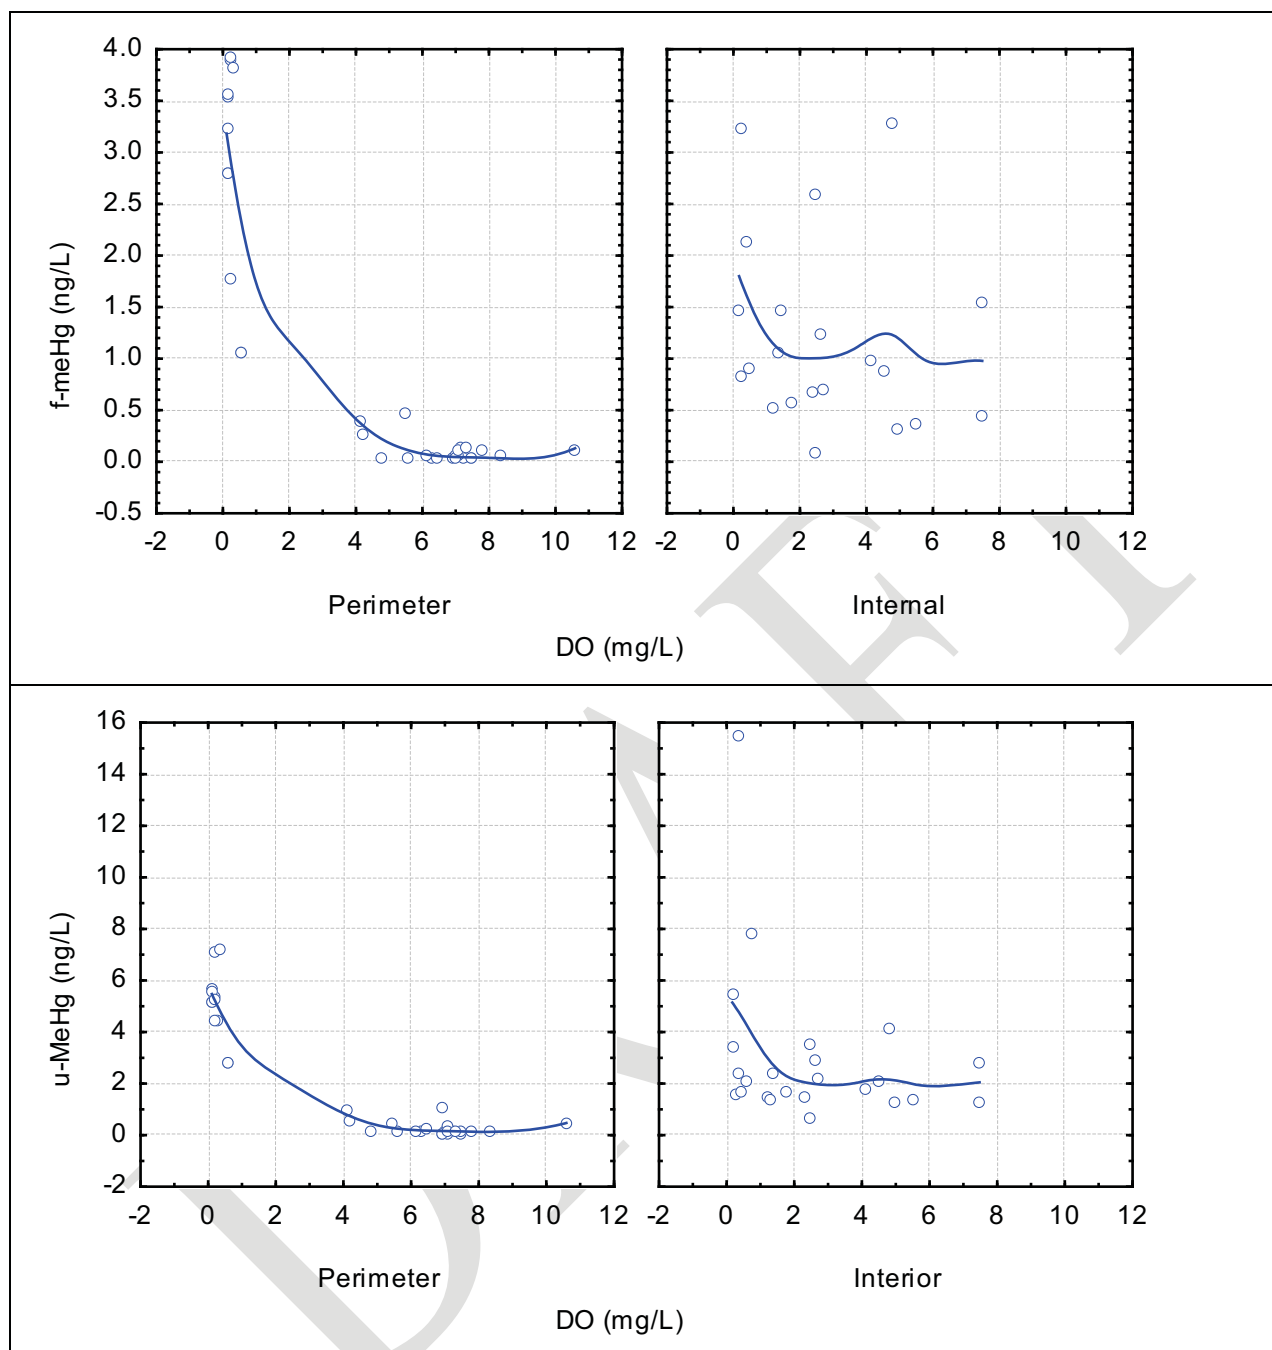 4.0
3.5
3.0
2.5
2.0
1.5
1.0
0.5
0.0
-0.5
f-meHg (ng/L)
-2 0 2 4 6 8 10 12 -2 0 2 4 6 8 10 12
Perimeter Internal
DO (mg/L)
16
14
12
10
8
6
4
2
0
-2
u-MeHg (ng/L)
-2 0 2 4 6 8 10 12 -2 0 2 4 6 8 10 12
Perimeter Interior
DO (mg/L)
DRAFT